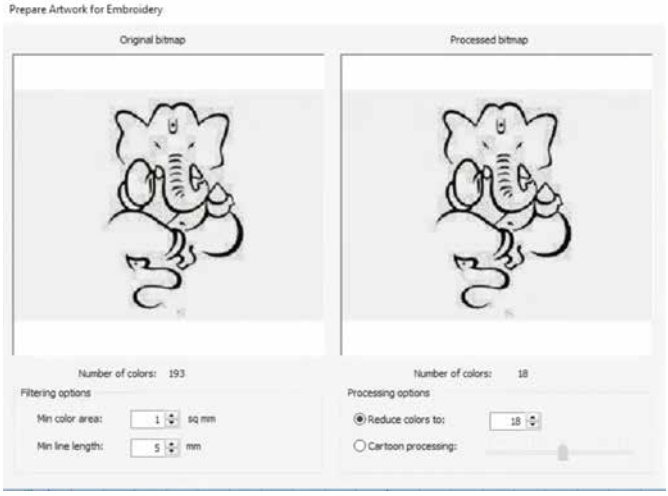 Prepare Artwork for Embroidery
Original bitmap
Processed bitmap
Number of colors: 193
Number of colors: 18
Filtering options
Processing options
Min color area: 1 sq mm
Reduce colors to: 18
Min line length: 5 mm
Cartoon processing: